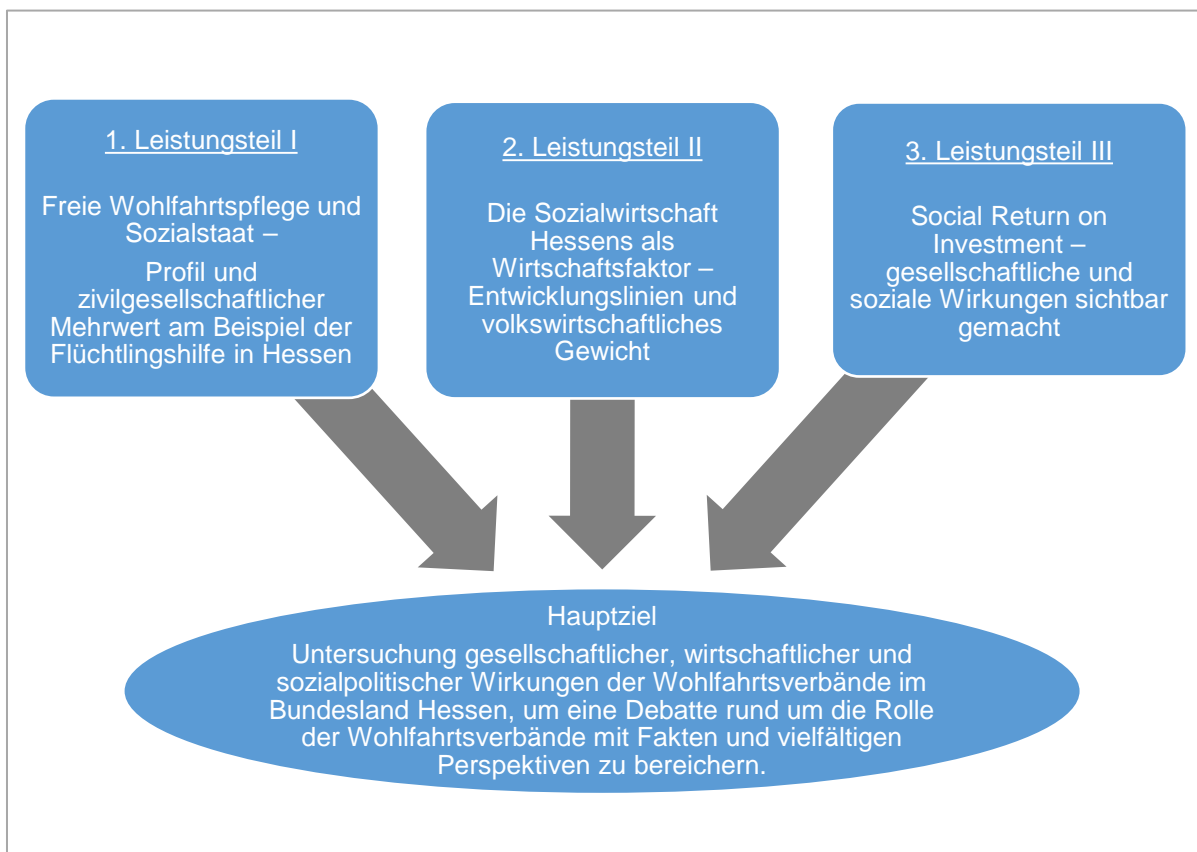 1. Leistungsteil I
Freie Wohlfahrtspflege und
Sozialstaat –
Profil und
zivilgesellschaftlicher
Mehrwert am Beispiel der
Flüchtlingshilfe in Hessen
2. Leistungsteil II
Die Sozialwirtschaft
Hessens als
Wirtschaftsfaktor –
Entwicklungslinien und
volkswirtschaftliches
Gewicht
3. Leistungsteil III
Social Return on
Investment –
gesellschaftliche und
soziale Wirkungen sichtbar
gemacht
Hauptziel
Untersuchung gesellschaftlicher, wirtschaftlicher und
sozialpolitischer Wirkungen der Wohlfahrtsverbände im
Bundesland Hessen, um eine Debatte rund um die Rolle
der Wohlfahrtsverbände mit Fakten und vielfältigen
Perspektiven zu bereichern.